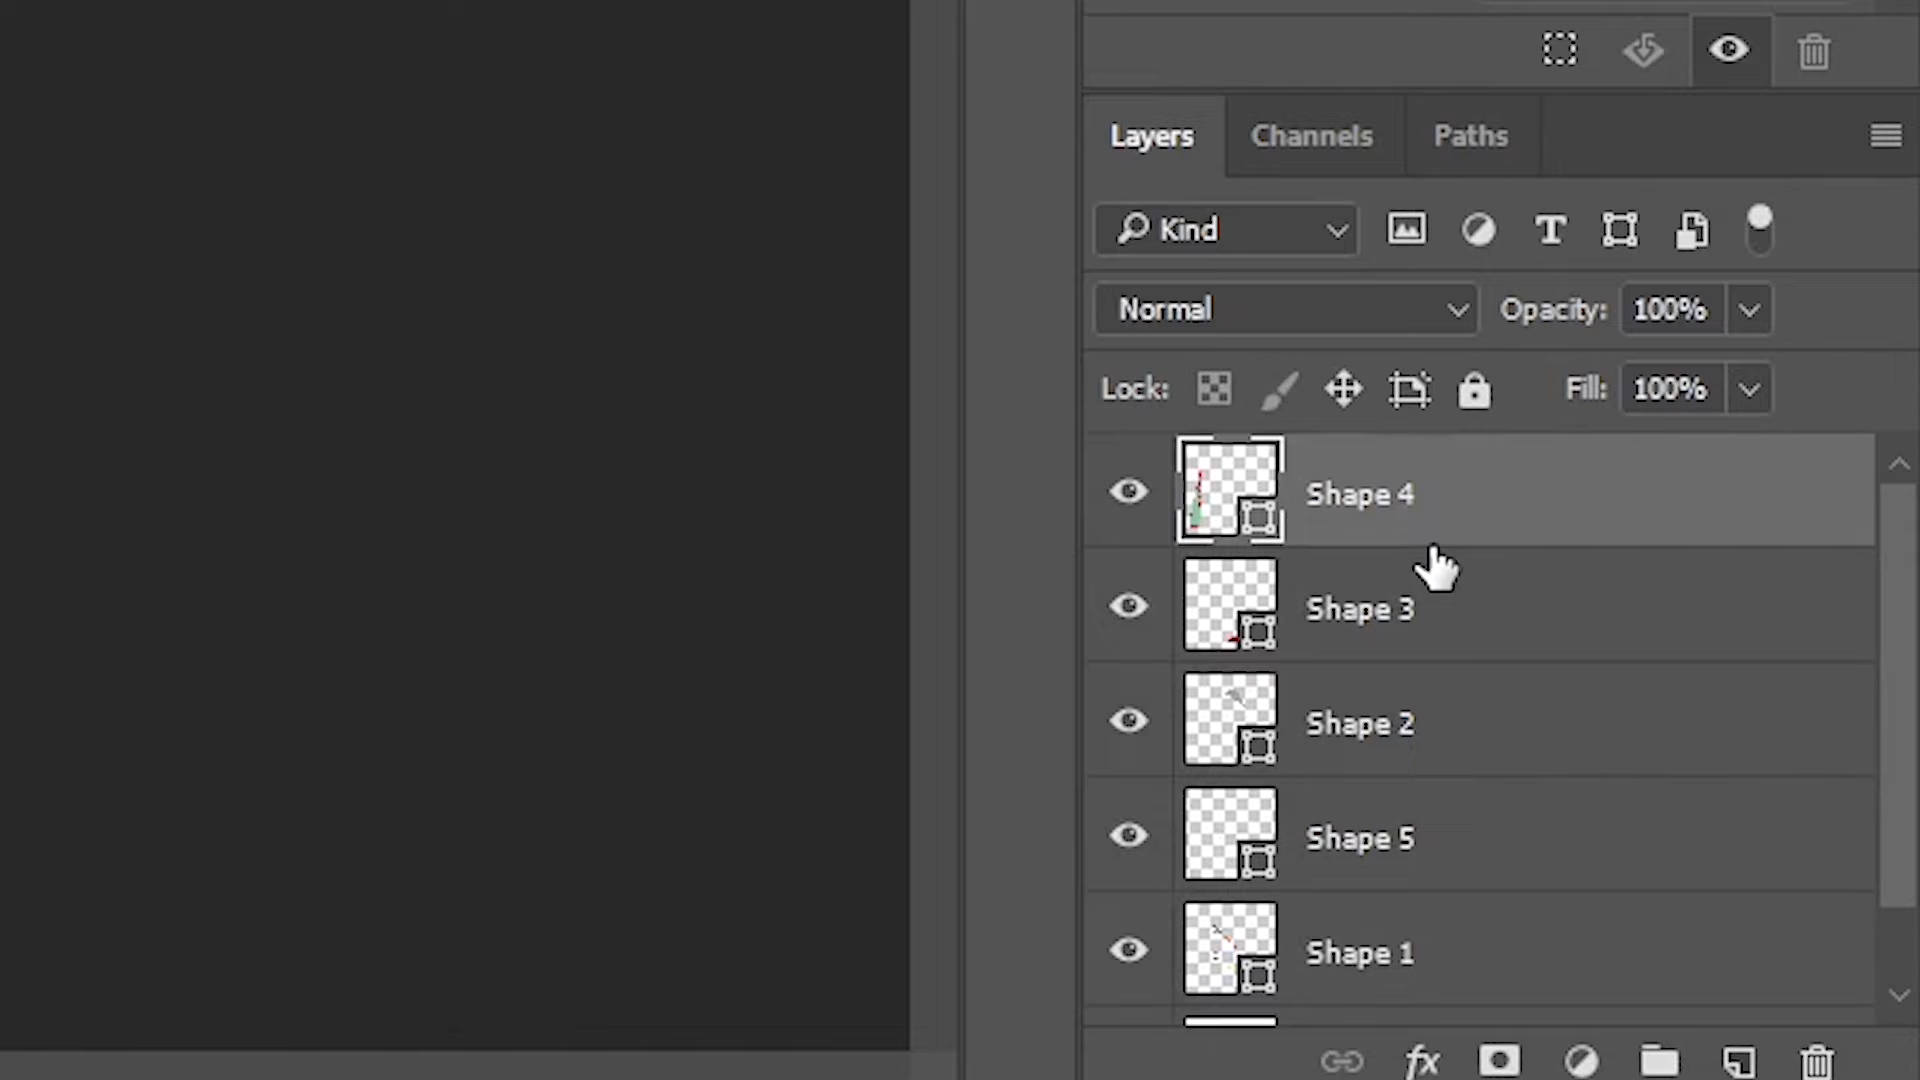 Layers Channels Paths
Kind
Normal Opacity: 100%
Lock: Fill: 100%
Shape 4
Shape 3
Shape 2
Shape 5
Shape 1
fx